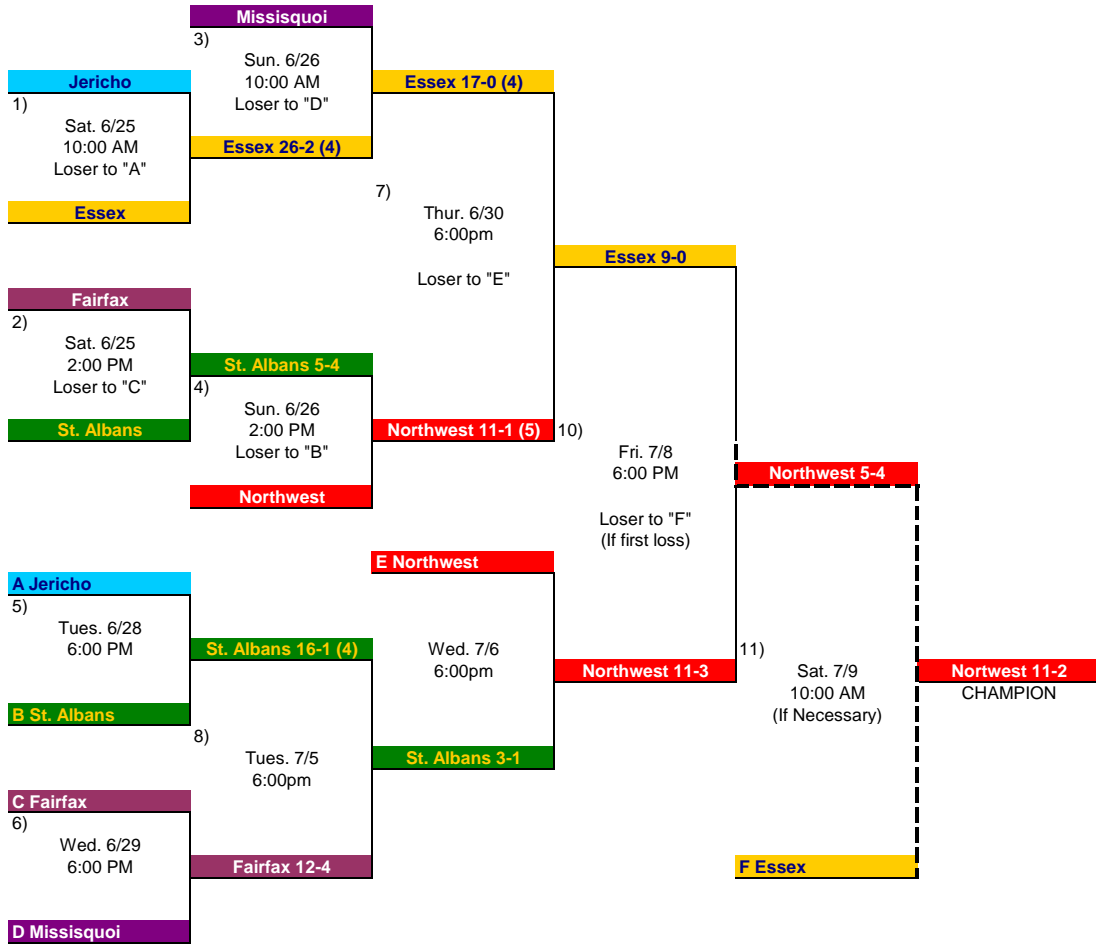 Missisquoi
3)
Sun. 6/26
10:00 AM
Loser to "D"
Jericho
1)
Sat. 6/25
10:00 AM
Loser to "A"
Essex
Essex 26-2 (4)
Essex 17-0 (4)
7)
Thur. 6/30
6:00pm
Loser to "E"
Essex 9-0
Fairfax
2)
Sat. 6/25
2:00 PM
Loser to "C"
St. Albans
St. Albans 5-4
4)
Sun. 6/26
2:00 PM
Loser to "B"
Northwest
Northwest 11-1 (5)
10)
Fri. 7/8
6:00 PM
Loser to "F"
(If first loss)
Northwest 5-4
E Northwest
A Jericho
5)
Tues. 6/28
6:00 PM
B St. Albans
St. Albans 16-1 (4)
Wed. 7/6
6:00pm
Northwest 11-3
11)
Sat. 7/9
10:00 AM
(If Necessary)
Nortwest 11-2
CHAMPION
8)
Tues. 7/5
6:00pm
St. Albans 3-1
C Fairfax
6)
Wed. 6/29
6:00 PM
Fairfax 12-4
F Essex
D Missisquoi